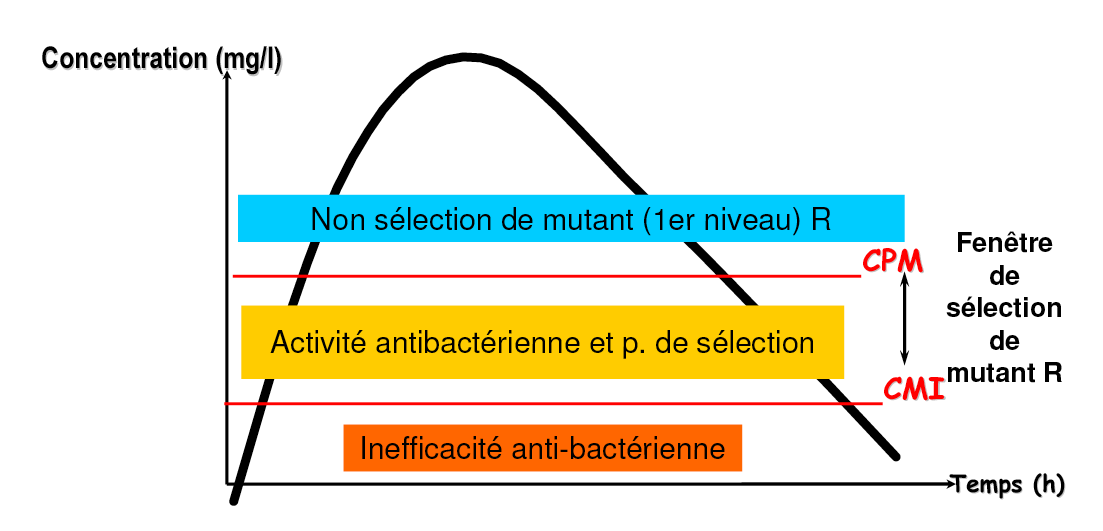 Concentration (mg/l)
Non sélection de mutant (1er niveau) R
CPM
Fenêtre
de
sélection
de
mutant R
Activité antibactérienne et p. de sélection
CMI
Inefficacité anti-bactérienne
Temps (h)